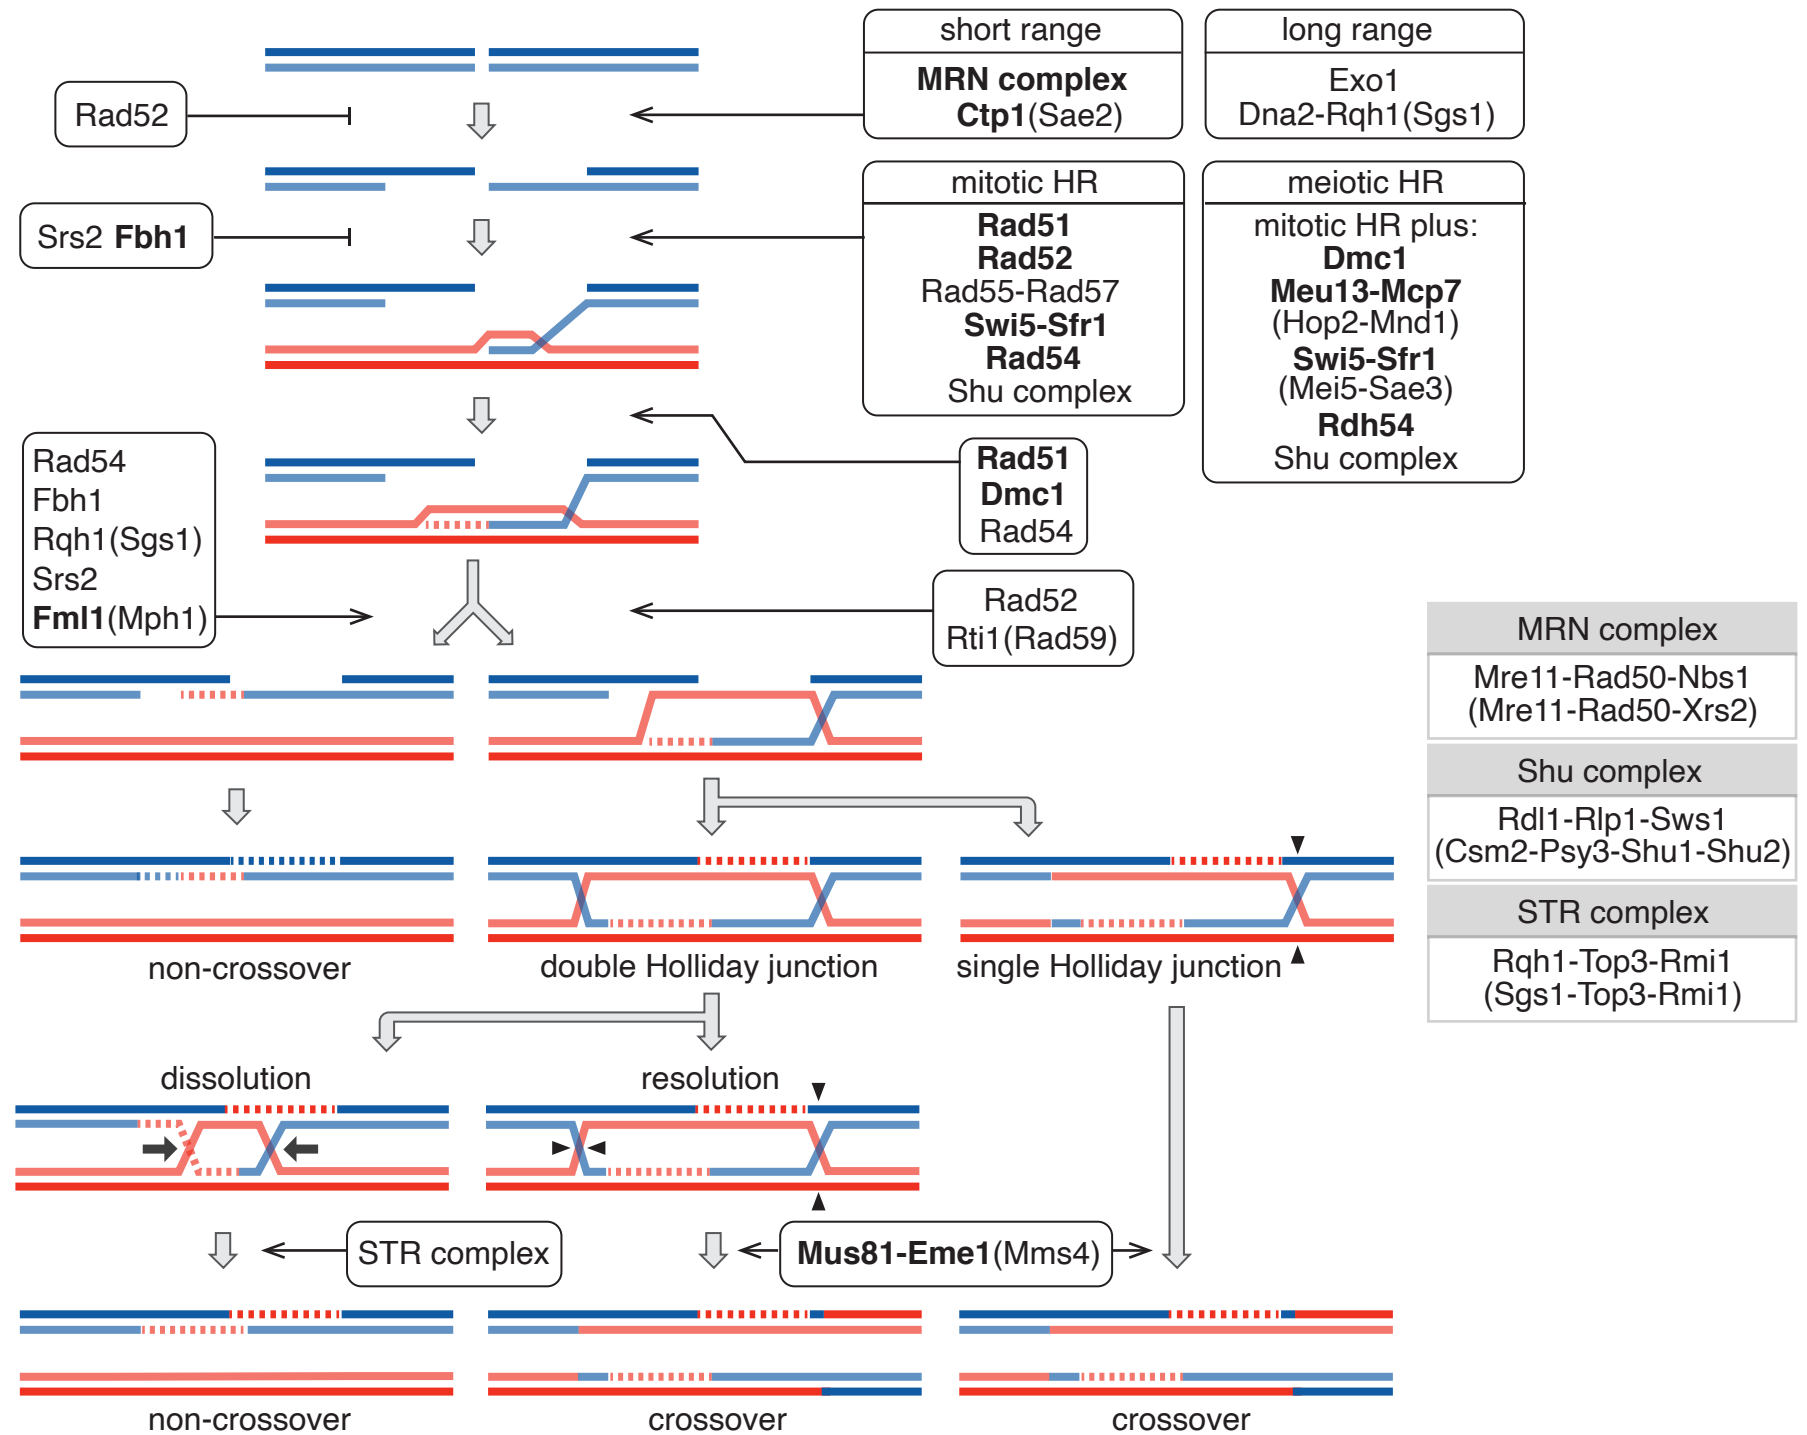 short range
MRN complex
Ctp1(Sae2)
long range
Exo1
Dna2-Rqh1(Sgs1)
Rad52
mitotic HR
Rad51
Rad52
Rad55-Rad57
Swi5-Sfr1
Rad54
Shu complex
meiotic HR
mitotic HR plus:
Dmc1
Meu13-Mcp7
(Hop2-Mnd1)
Swi5-Sfr1
(Mei5-Sae3)
Rdh54
Shu complex
Srs2 Fbh1
Rad54
Fbh1
Rqh1(Sgs1)
Srs2
Fml1(Mph1)
Rad51
Dmc1
Rad54
Rad52
Rti1(Rad59)
MRN complex
Mre11-Rad50-Nbs1
(Mre11-Rad50-Xrs2)
Shu complex
Rdl1-Rlp1-Sws1
(Csm2-Psy3-Shu1-Shu2)
STR complex
Rqh1-Top3-Rmi1
(Sgs1-Top3-Rmi1)
non-crossover
double Holliday junction
single Holliday junction
dissolution
resolution
STR complex
Mus81-Eme1(Mms4)
non-crossover
crossover
crossover